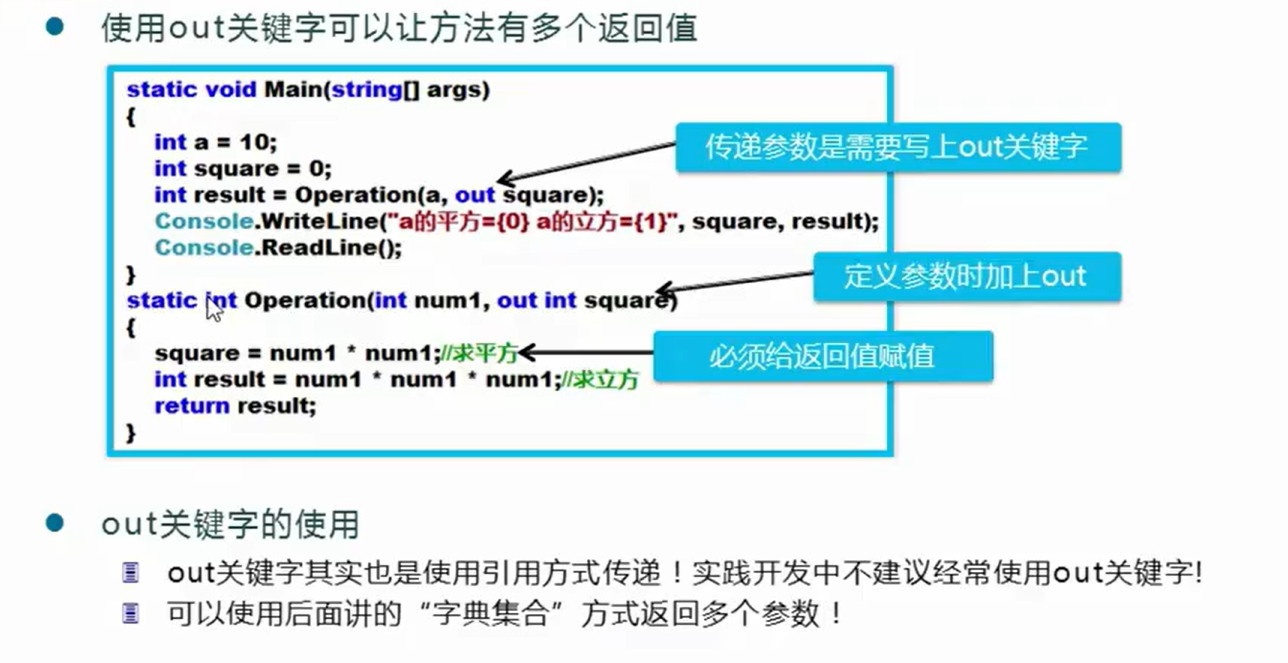 使用out关键字可以让方法有多个返回值
static void Main(string[] args)
{
int a = 10;
传递参数是需要写上out关键字
int square = 0;
int result = Operation(a, out square);
Console.WriteLine("a的平方={0} a的立方={1}", square, result);
Console.ReadLine();
}
定义参数时加上out
static int Operation(int num1, out int square)
{
square = num1 * num1;//求平方
必须给返回值赋值
int result = num1 * num1 * num1;//求立方
return result;
}
out关键字的使用
out关键字其实也是使用引用方式传递！实践开发中不建议经常使用out关键字!
可以使用后面讲的“字典集合”方式返回多个参数！